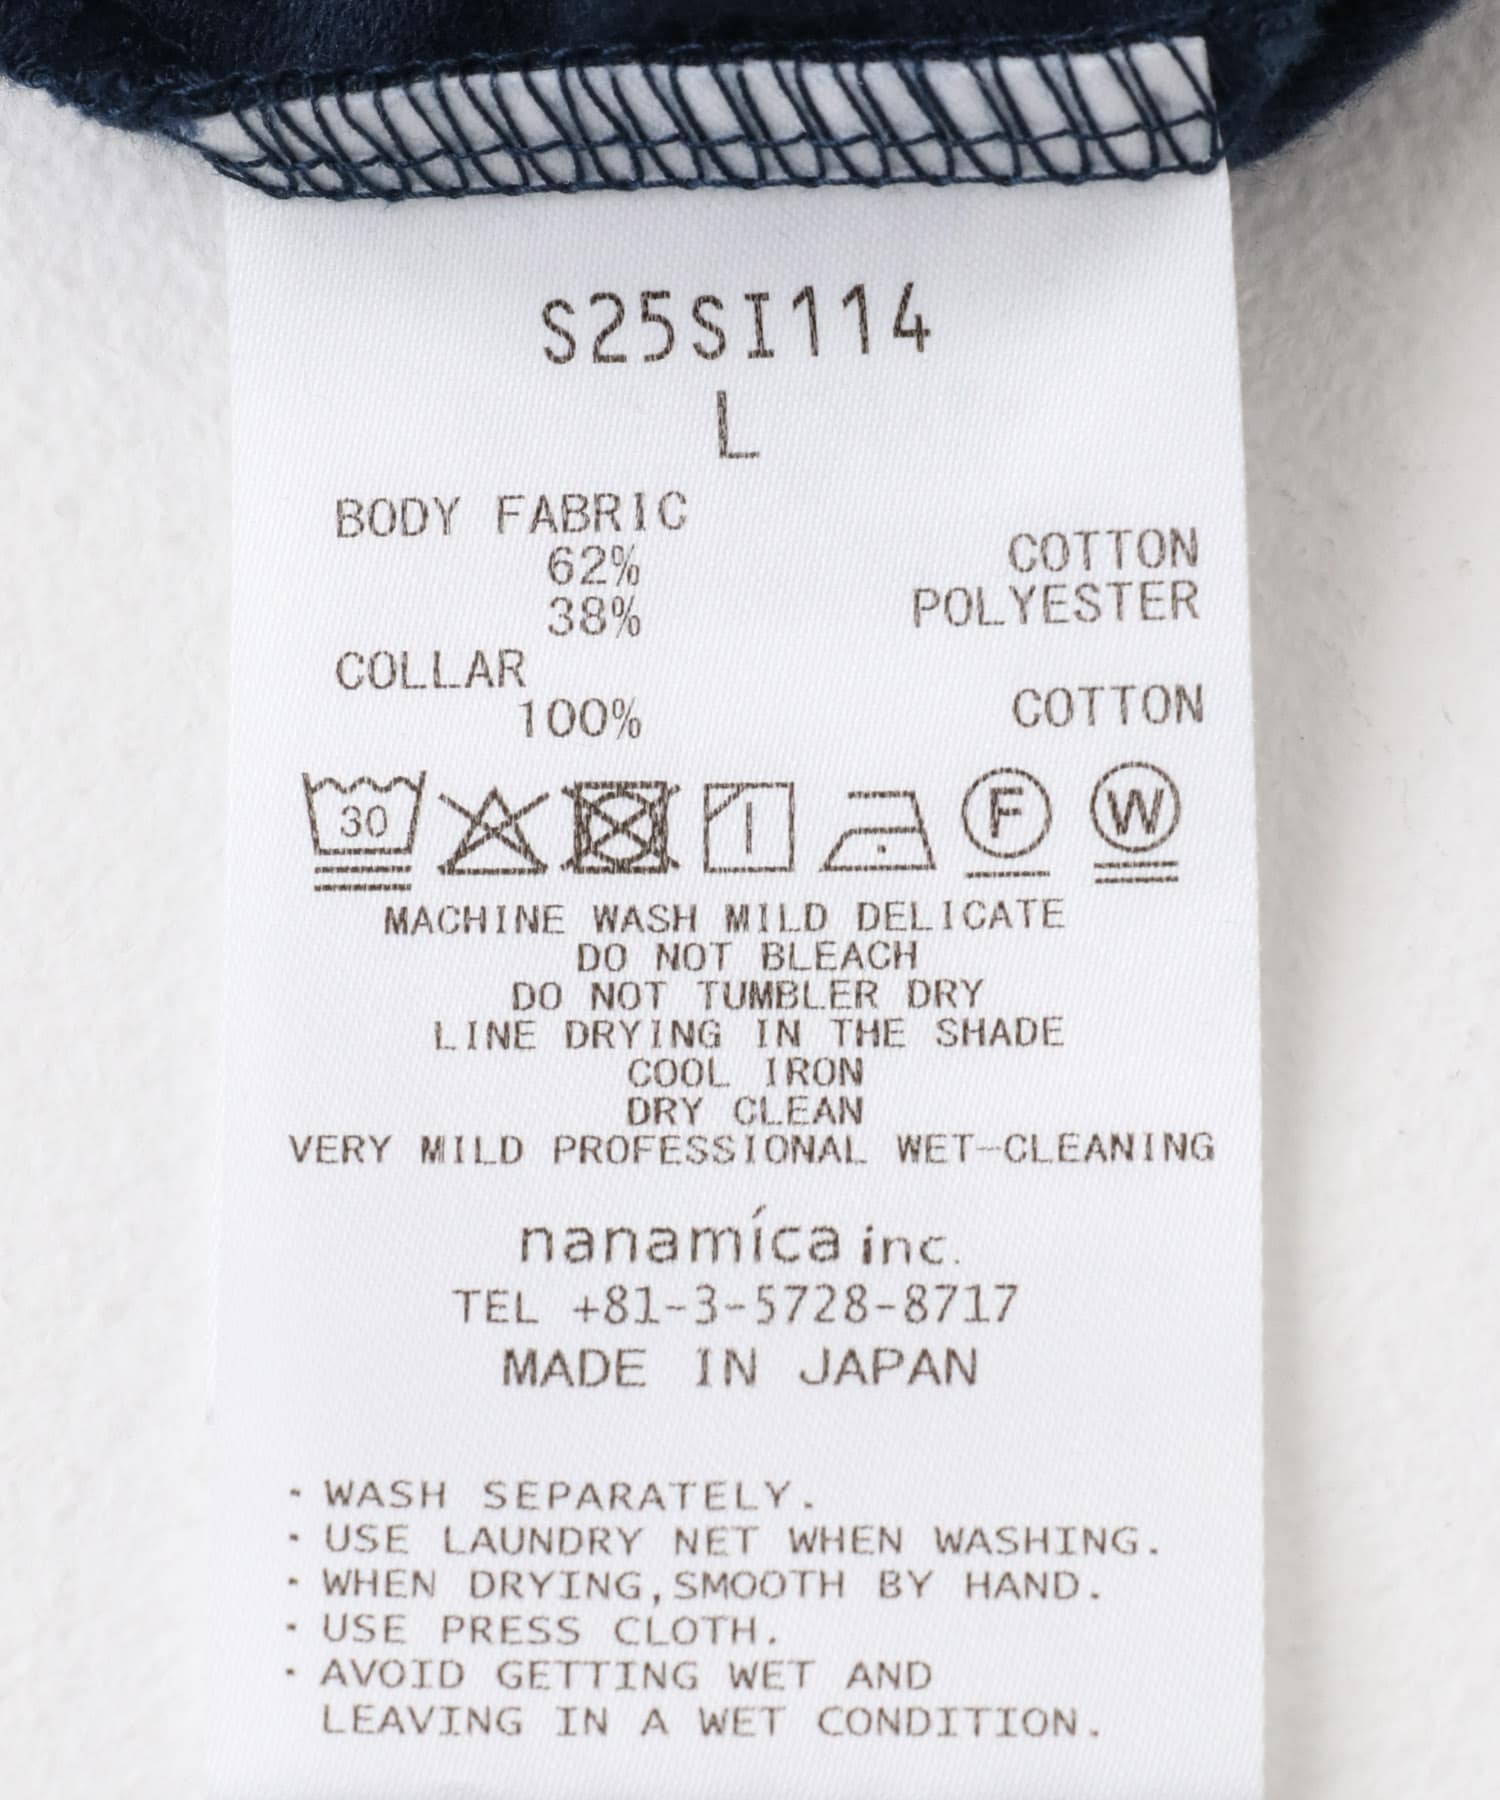 S25SI114
L
BODY FABRIC
62% COTTON
38% POLYESTER
COLLAR
100% COTTON
30 F W
MACHINE WASH MILD DELICATE
DO NOT BLEACH
DO NOT TUMBLER DRY
LINE DRYING IN THE SHADE
COOL IRON
DRY CLEAN
VERY MILD PROFESSIONAL WET-CLEANING
nanamíca inc.
TEL +81-3-5728-8717
MADE IN JAPAN
・WASH SEPARATELY.
・USE LAUNDRY NET WHEN WASHING.
・WHEN DRYING,SMOOTH BY HAND.
・USE PRESS CLOTH.
・AVOID GETTING WET AND
LEAVING IN A WET CONDITION.